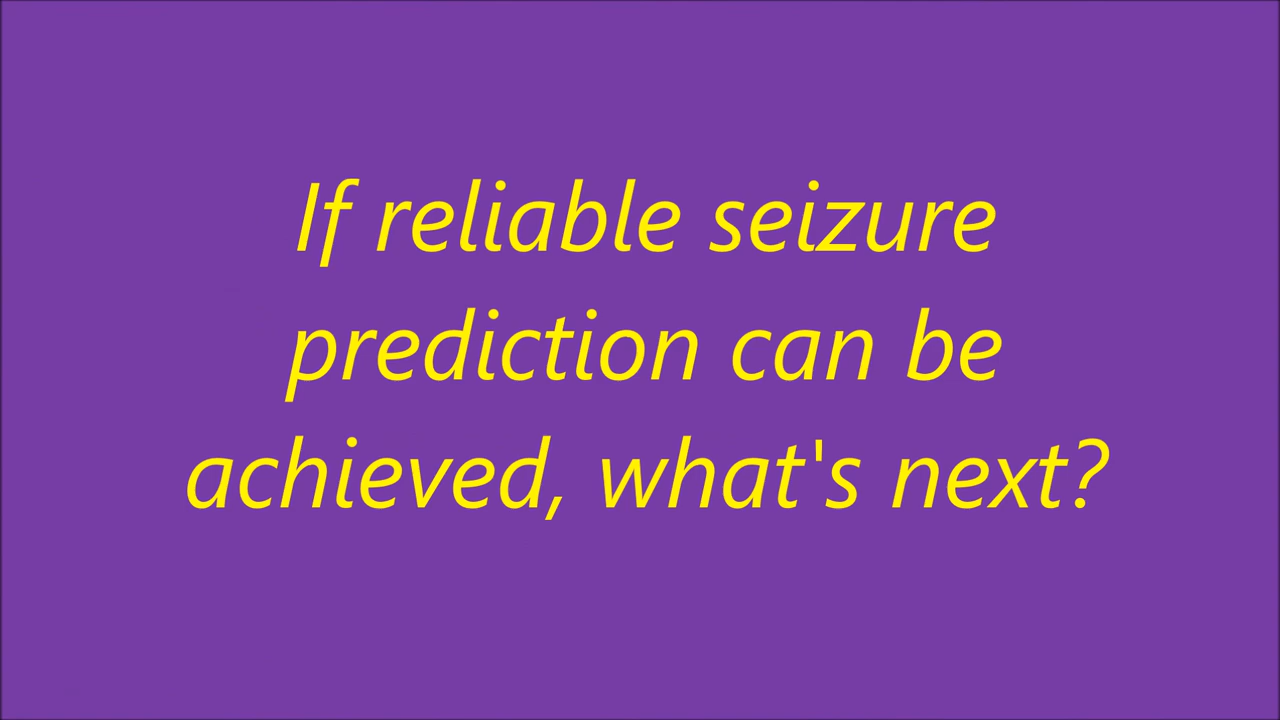 If reliable seizure
prediction can be
achieved, what's next?